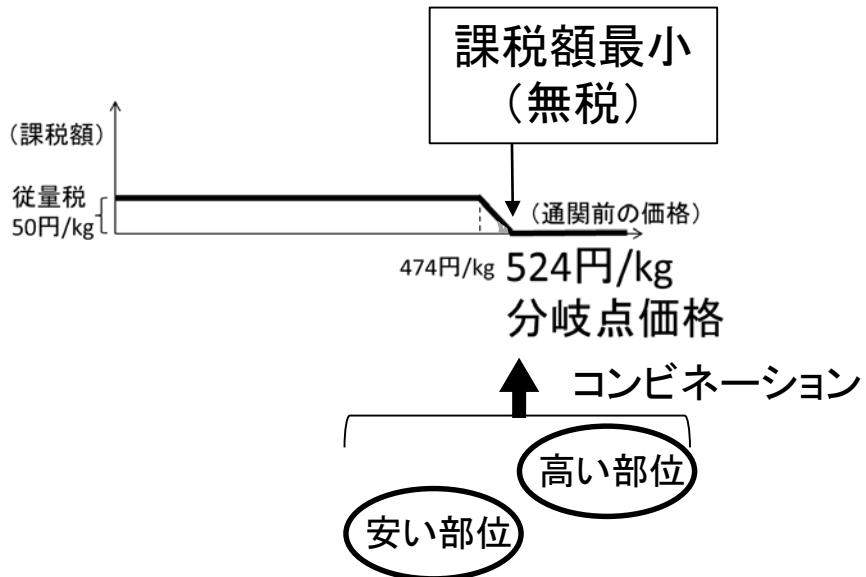 課税額最小
（無税）
（課税額）
従量税
50円/kg
（通関前の価格）
474円/kg
524円/kg
分岐点価格
コンビネーション
高い部位
安い部位